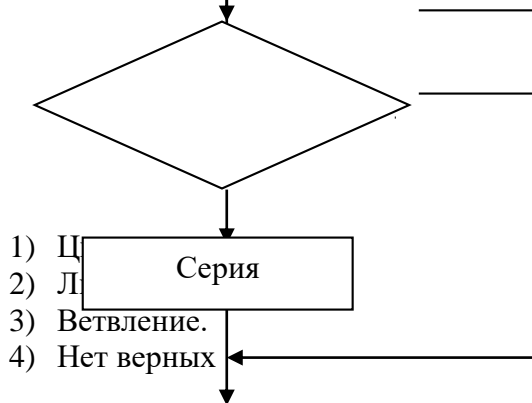 1) Ц
Серия
2) Л
3) Ветвление.
4) Нет верных